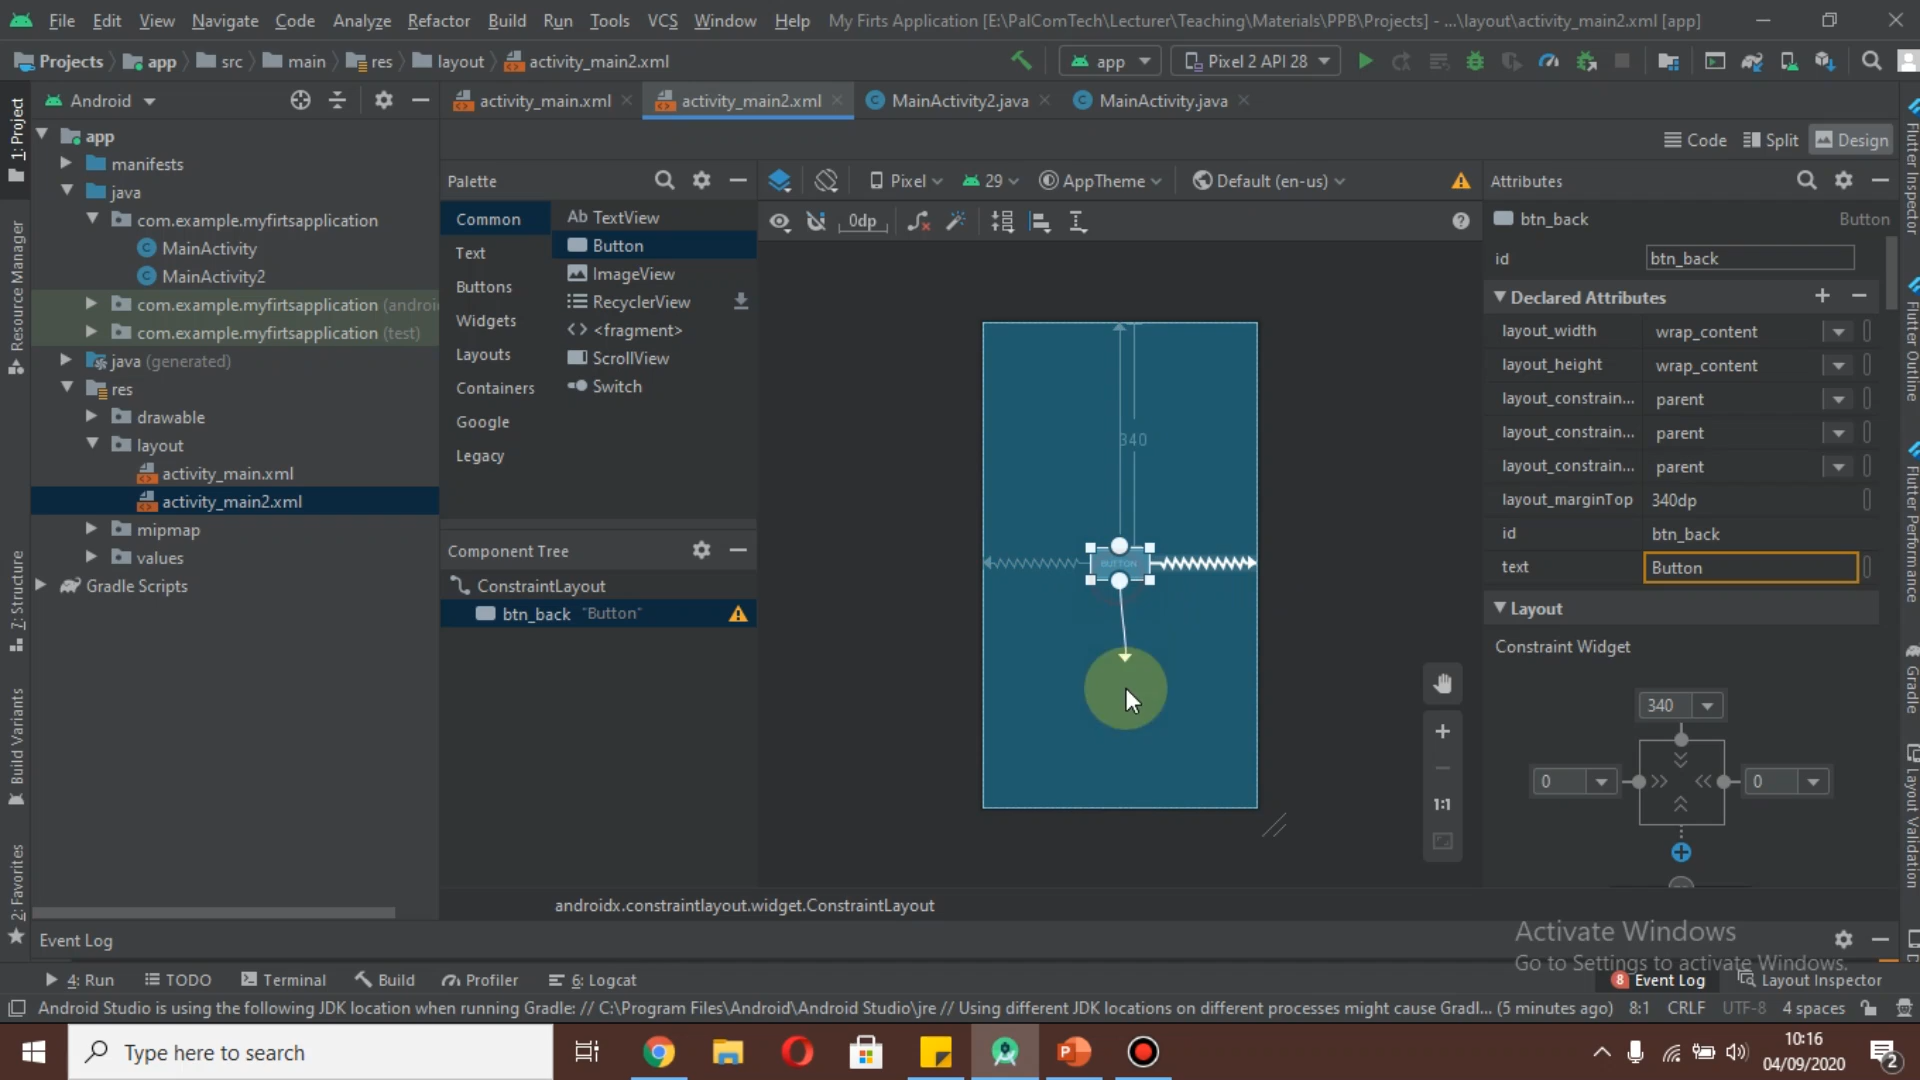 File Edit View Navigate Code Analyze Refactor Build Run Tools VCS Window Help My Firts Application [E:\PalComTech\Lecturer\Teaching\Materials\PPB\Projects] - ...\layout\activity_main2.xml [app]
Projects app src main res layout activity_main2.xml app Pixel 2 API 28
Android activity_main.xml activity_main2.xml MainActivity2.java MainActivity.java
Code Split Design
app
manifests
java
com.example.myfirtsapplication
MainActivity
MainActivity2
com.example.myfirtsapplication (androi
com.example.myfirtsapplication (test)
java (generated)
res
drawable
layout
activity_main.xml
activity_main2.xml
mipmap
values
Gradle Scripts
1: Project
Resource Manager
7: Structure
Build Variants
2: Favorites
Palette
Common
Text
Buttons
Widgets
Layouts
Containers
Google
Legacy
Ab TextView
Button
ImageView
RecyclerView
<fragment>
ScrollView
Switch
Component Tree
ConstraintLayout
btn_back "Button"
Pixel 29 AppTheme Default (en-us)
0dp
340
BUTTON
1:1
androidx.constraintlayout.widget.ConstraintLayout
Attributes
btn_back Button
id btn_back
Declared Attributes
layout_width wrap_content
layout_height wrap_content
layout_constrain... parent
layout_constrain... parent
layout_constrain... parent
layout_marginTop 340dp
id btn_back
text Button
Layout
Constraint Widget
340
0 0
Flutter Inspector
Flutter Outline
Flutter Performance
Gradle
Layout Validation
Activate Windows
Go to Settings to activate Windows.
Event Log
4: Run TODO Terminal Build Profiler 6: Logcat 8 Event Log Layout Inspector
Android Studio is using the following JDK location when running Gradle: // C:\Program Files\Android\Android Studio\jre // Using different JDK locations on different processes might cause Gradl... (5 minutes ago) 8:1 CRLF UTF-8 4 spaces
Type here to search
10:16
04/09/2020
2